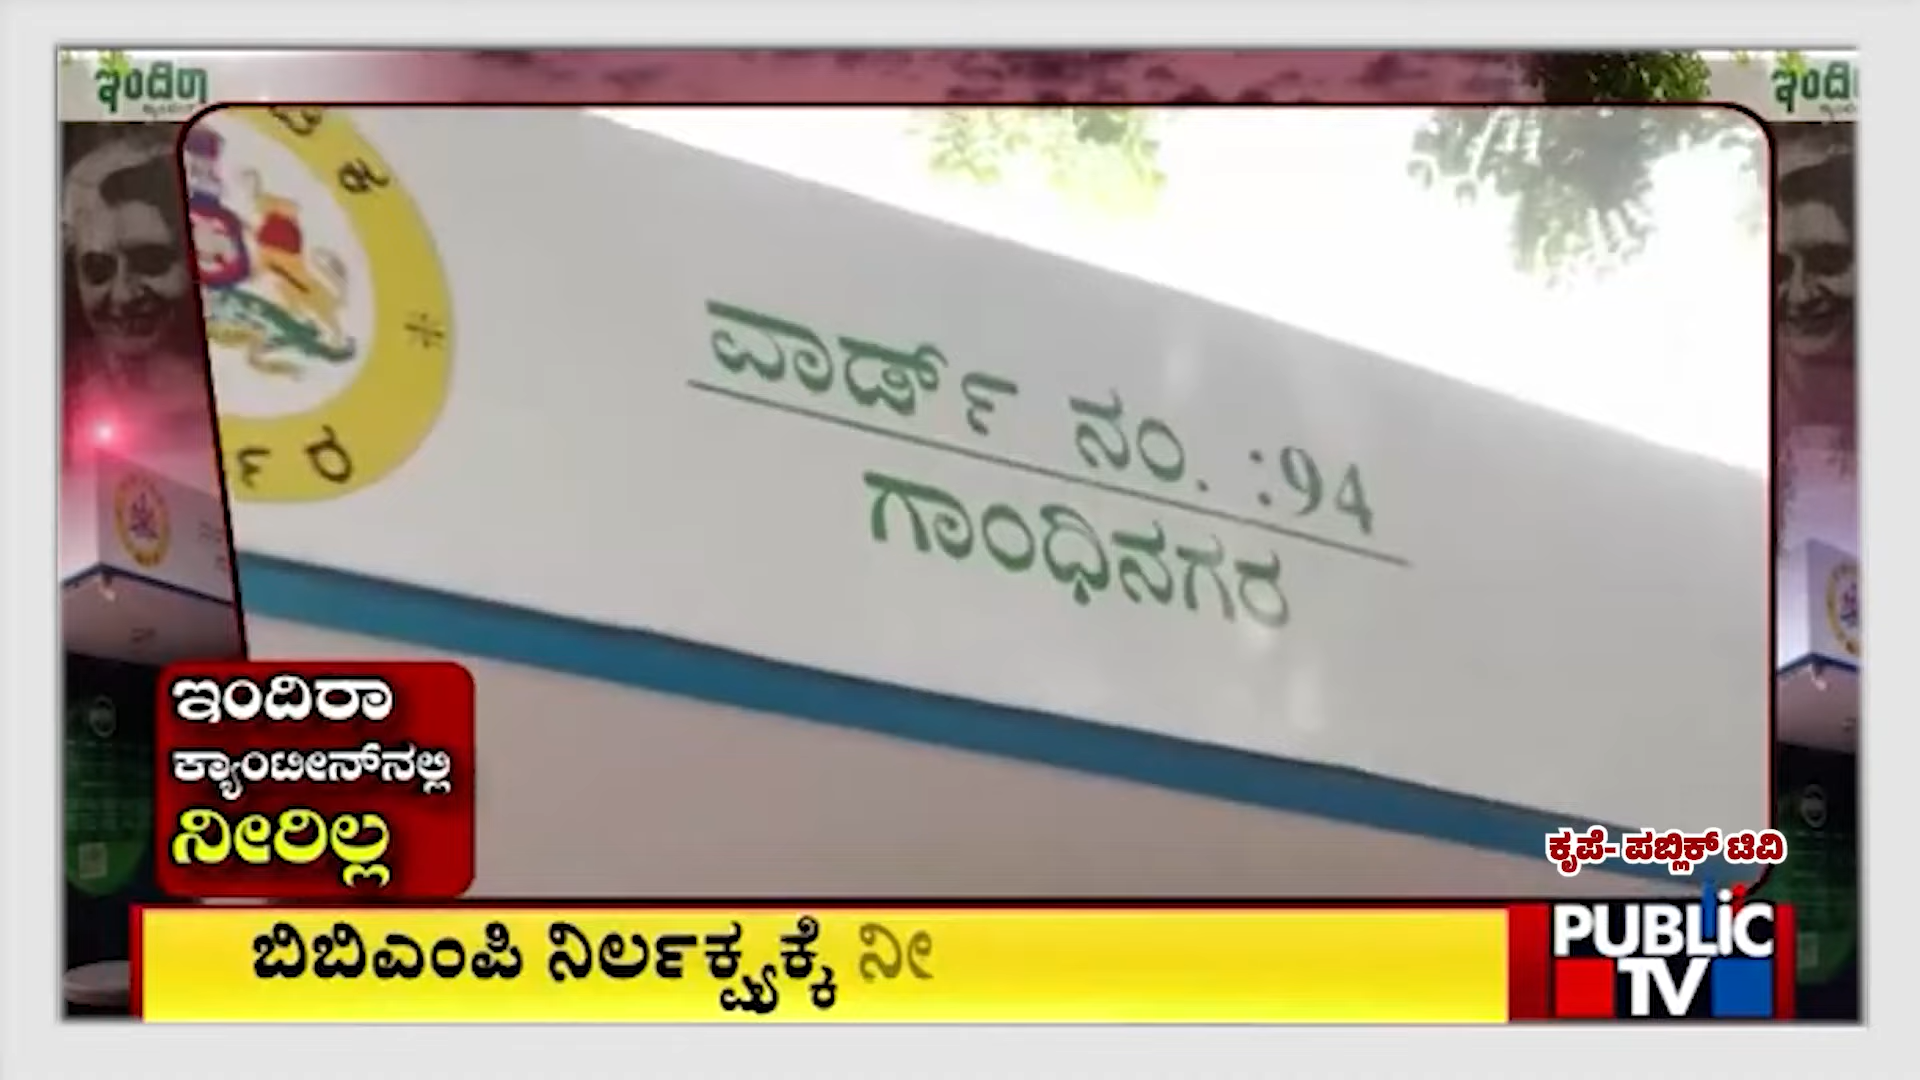 ಇಂದಿರಾ
ವಾರ್ಡ್ ನಂ. :94
ಗಾಂಧಿನಗರ
ಇಂದಿರಾ
ಕ್ಯಾಂಟೀನ್‌ನಲ್ಲಿ
ನೀರಿಲ್ಲ
ಕೃಪೆ- ಪಬ್ಲಿಕ್ ಟಿವಿ
PUBLiC
TV
ಬಿಬಿಎಂಪಿ ನಿರ್ಲಕ್ಷ್ಯಕ್ಕೆ ನೀ